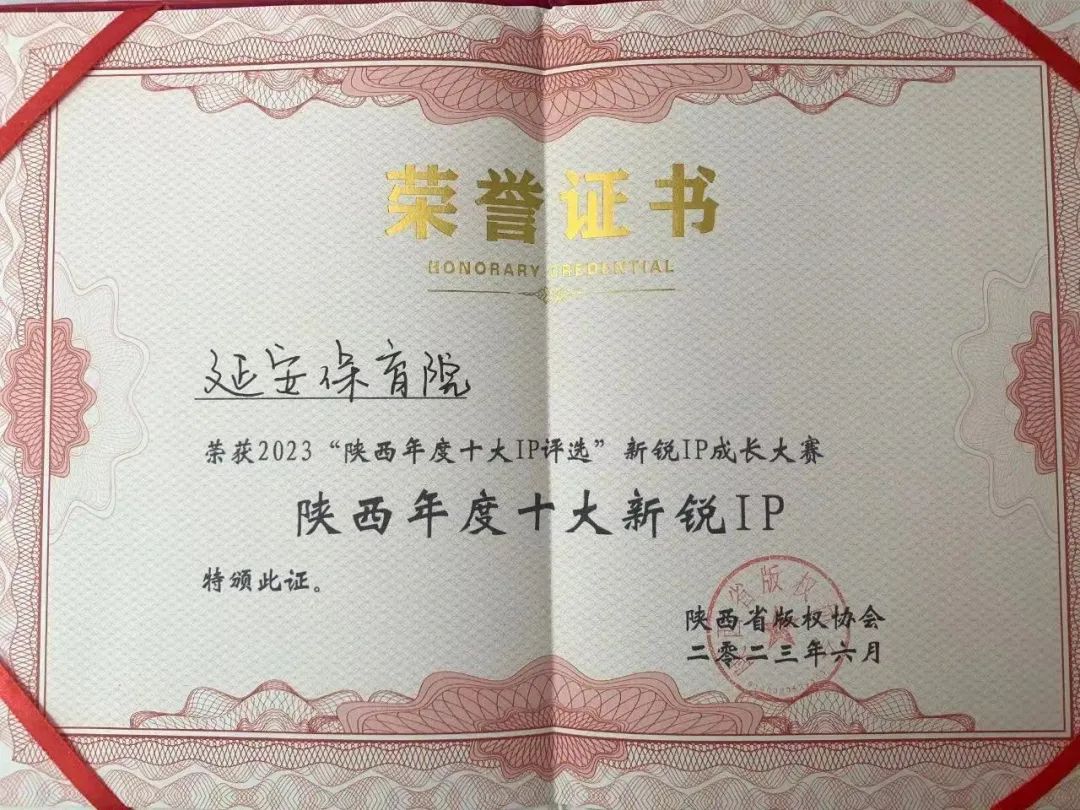 荣誉证书
HONORARY CREDENTIAL
延安保育院
荣获2023“陕西年度十大IP评选”新锐IP成长大赛
陕西年度十大新锐IP
特颁此证。
陕西省版权协会
二零二三年六月